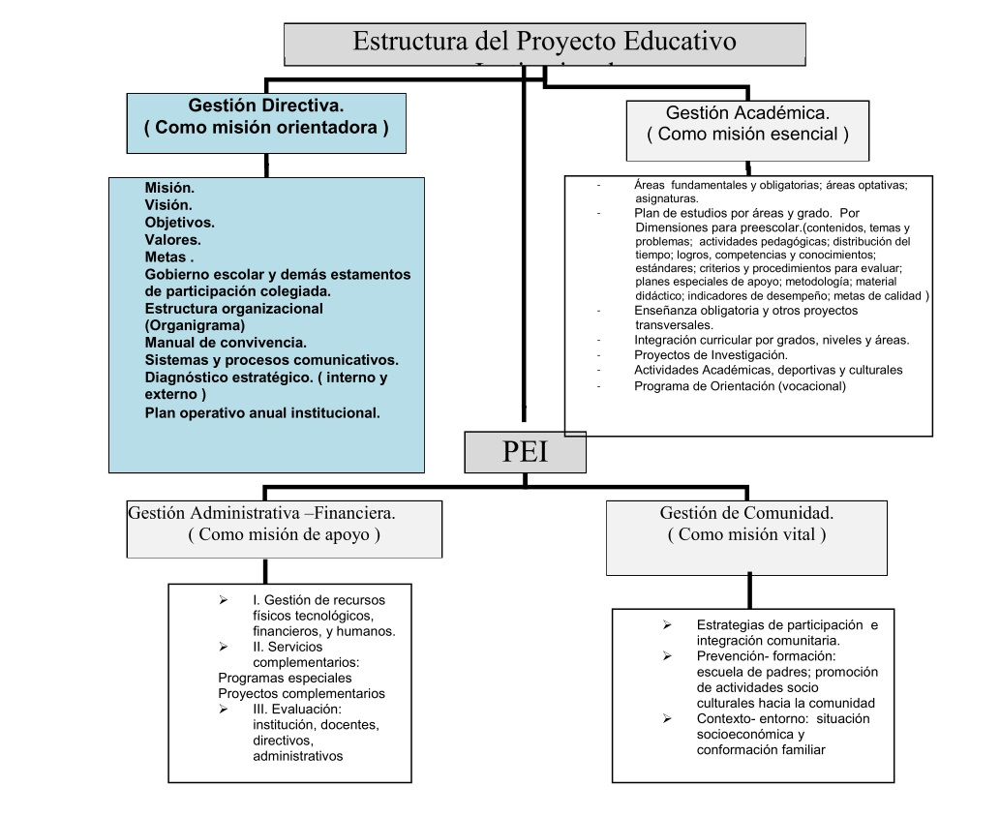 Estructura del Proyecto Educativo
Gestión Directiva.
( Como misión orientadora )
Gestión Académica.
( Como misión esencial )
Misión.
Visión.
Objetivos.
Valores.
Metas .
Gobierno escolar y demás estamentos
de participación colegiada.
Estructura organizacional
(Organigrama)
Manual de convivencia.
Sistemas y procesos comunicativos.
Diagnóstico estratégico. ( interno y
externo )
Plan operativo anual institucional.
- Áreas fundamentales y obligatorias; áreas optativas;
asignaturas.
- Plan de estudios por áreas y grado. Por
Dimensiones para preescolar.(contenidos, temas y
problemas; actividades pedagógicas; distribución del
tiempo; logros, competencias y conocimientos;
estándares; criterios y procedimientos para evaluar;
planes especiales de apoyo; metodología; material
didáctico; indicadores de desempeño; metas de calidad )
- Enseñanza obligatoria y otros proyectos
transversales.
- Integración curricular por grados, niveles y áreas.
- Proyectos de Investigación.
- Actividades Académicas, deportivas y culturales
- Programa de Orientación (vocacional)
PEI
Gestión Administrativa –Financiera.
( Como misión de apoyo )
Gestión de Comunidad.
( Como misión vital )
➢ I. Gestión de recursos
físicos tecnológicos,
financieros, y humanos.
➢ II. Servicios
complementarios:
Programas especiales
Proyectos complementarios
➢ III. Evaluación:
institución, docentes,
directivos,
administrativos
➢ Estrategias de participación e
integración comunitaria.
➢ Prevención- formación:
escuela de padres; promoción
de actividades socio
culturales hacia la comunidad
➢ Contexto- entorno: situación
socioeconómica y
conformación familiar